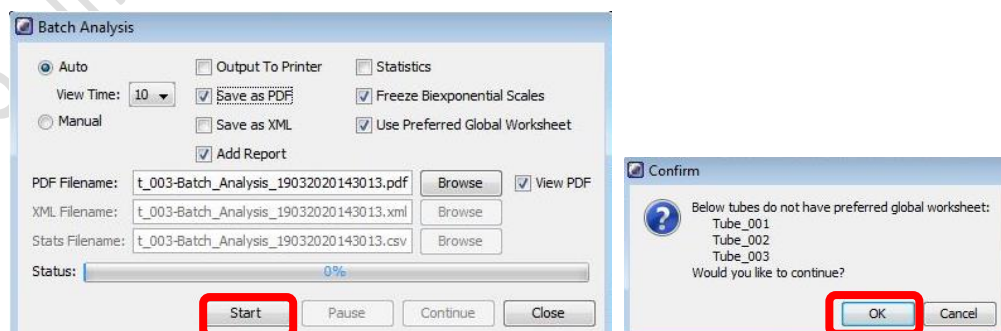 Batch Analysis
Auto
Output To Printer
Statistics
View Time: 10
Save as PDF
Freeze Biexponential Scales
Manual
Save as XML
Use Preferred Global Worksheet
Add Report
PDF Filename: t_003-Batch_Analysis_19032020143013.pdf Browse View PDF
XML Filename: t_003-Batch_Analysis_19032020143013.xml Browse
Stats Filename: t_003-Batch_Analysis_19032020143013.csv Browse
Status: 0%
Start Pause Continue Close
Confirm
Below tubes do not have preferred global worksheet:
Tube_001
Tube_002
Tube_003
Would you like to continue?
OK Cancel